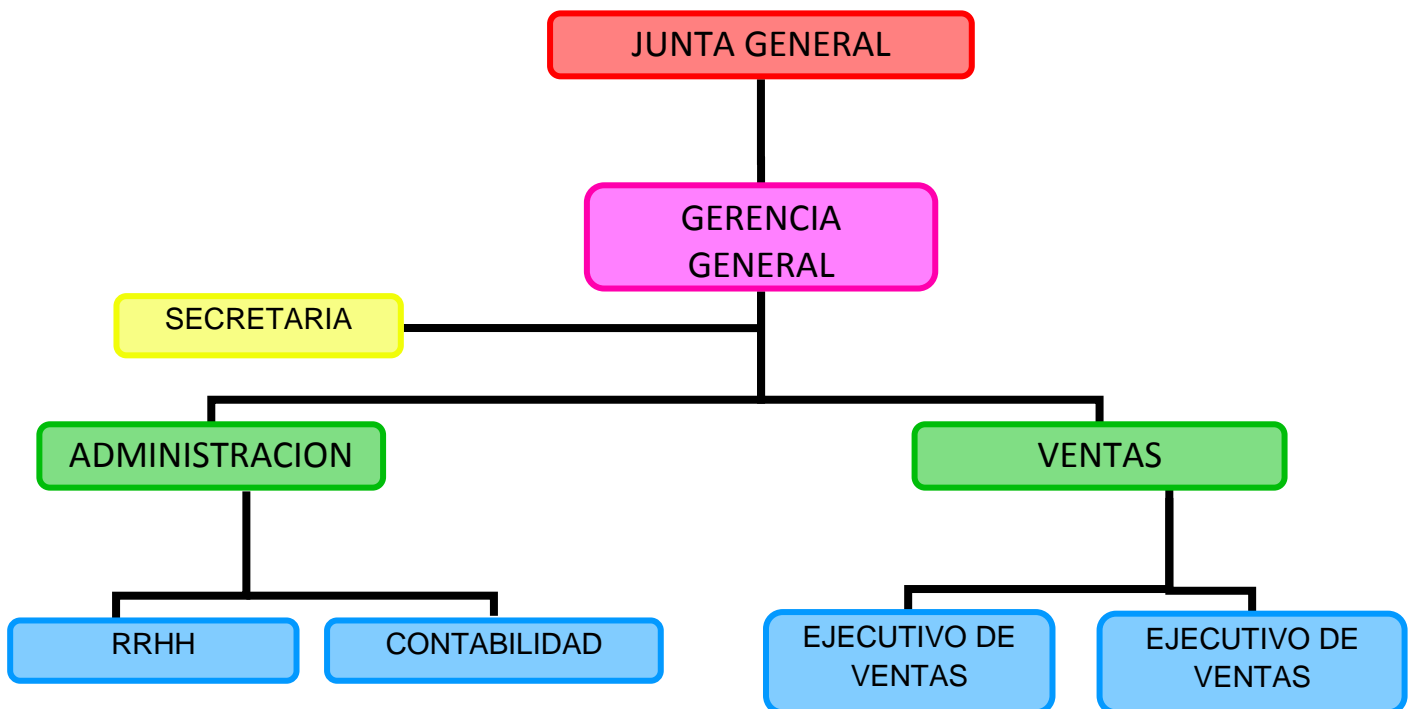 JUNTA GENERAL
GERENCIA
GENERAL
SECRETARIA
ADMINISTRACION
VENTAS
RRHH
CONTABILIDAD
EJECUTIVO DE
VENTAS
EJECUTIVO DE
VENTAS